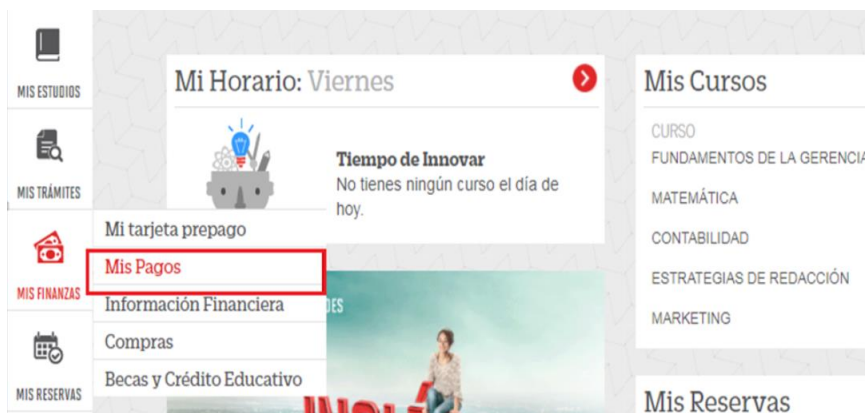 MIS ESTUDIOS
MIS TRÁMITES
MIS FINANZAS
MIS RESERVAS
Mi tarjeta prepago
Mis Pagos
Información Financiera
Compras
Becas y Crédito Educativo
Mi Horario: Viernes
Tiempo de Innovar
No tienes ningún curso el día de
hoy.
Mis Cursos
CURSO
FUNDAMENTOS DE LA GERENCIA
MATEMÁTICA
CONTABILIDAD
ESTRATEGIAS DE REDACCIÓN
MARKETING
Mis Reservas